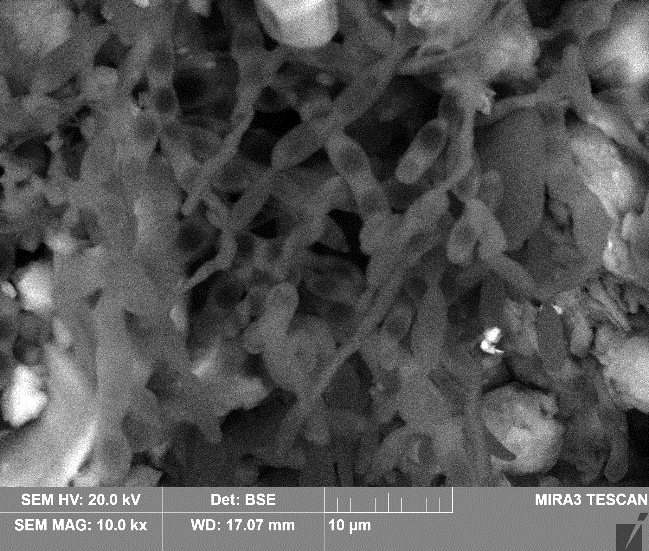 SEM HV: 20.0 kV Det: BSE MIRA3 TESCAN
SEM MAG: 10.0 kx WD: 17.07 mm 10 µm